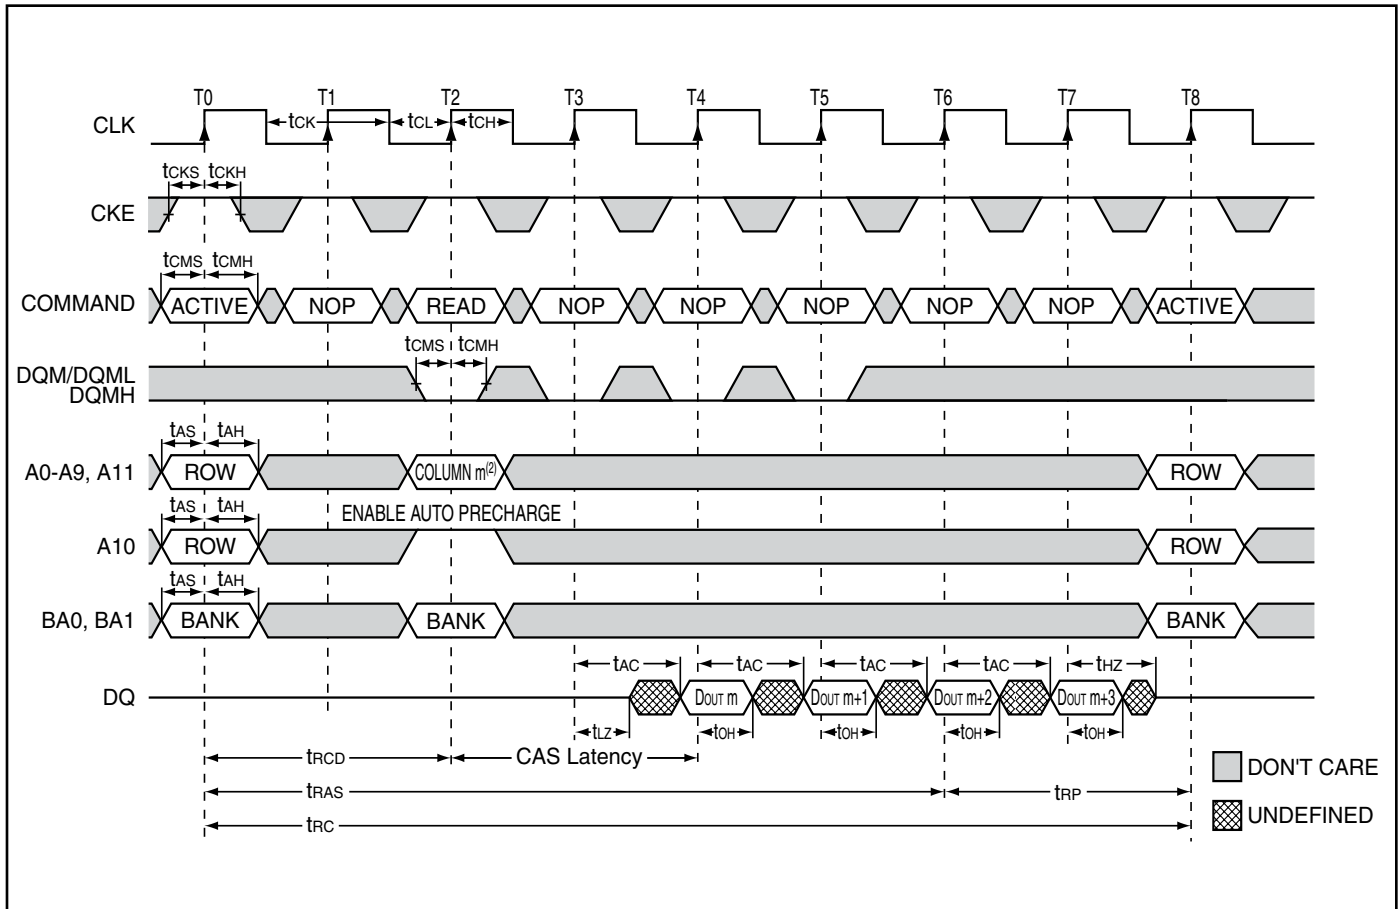 T0 T1 T2 T3 T4 T5 T6 T7 T8
CLK tCK tCL tCH
tCKS tCKH
CKE
tCMS tCMH
COMMAND ACTIVE NOP READ NOP NOP NOP NOP NOP ACTIVE
tCMS tCMH
DQM/DQML
DQMH
tAS tAH
A0-A9, A11 ROW COLUMN m(2) ROW
tAS tAH ENABLE AUTO PRECHARGE
A10 ROW ROW
tAS tAH
BA0, BA1 BANK BANK BANK
tAC tAC tAC tAC tHZ
DQ DOUT m DOUT m+1 DOUT m+2 DOUT m+3
tLZ tOH tOH tOH tOH
tRCD CAS Latency
DON'T CARE
tRAS tRP
UNDEFINED
tRC